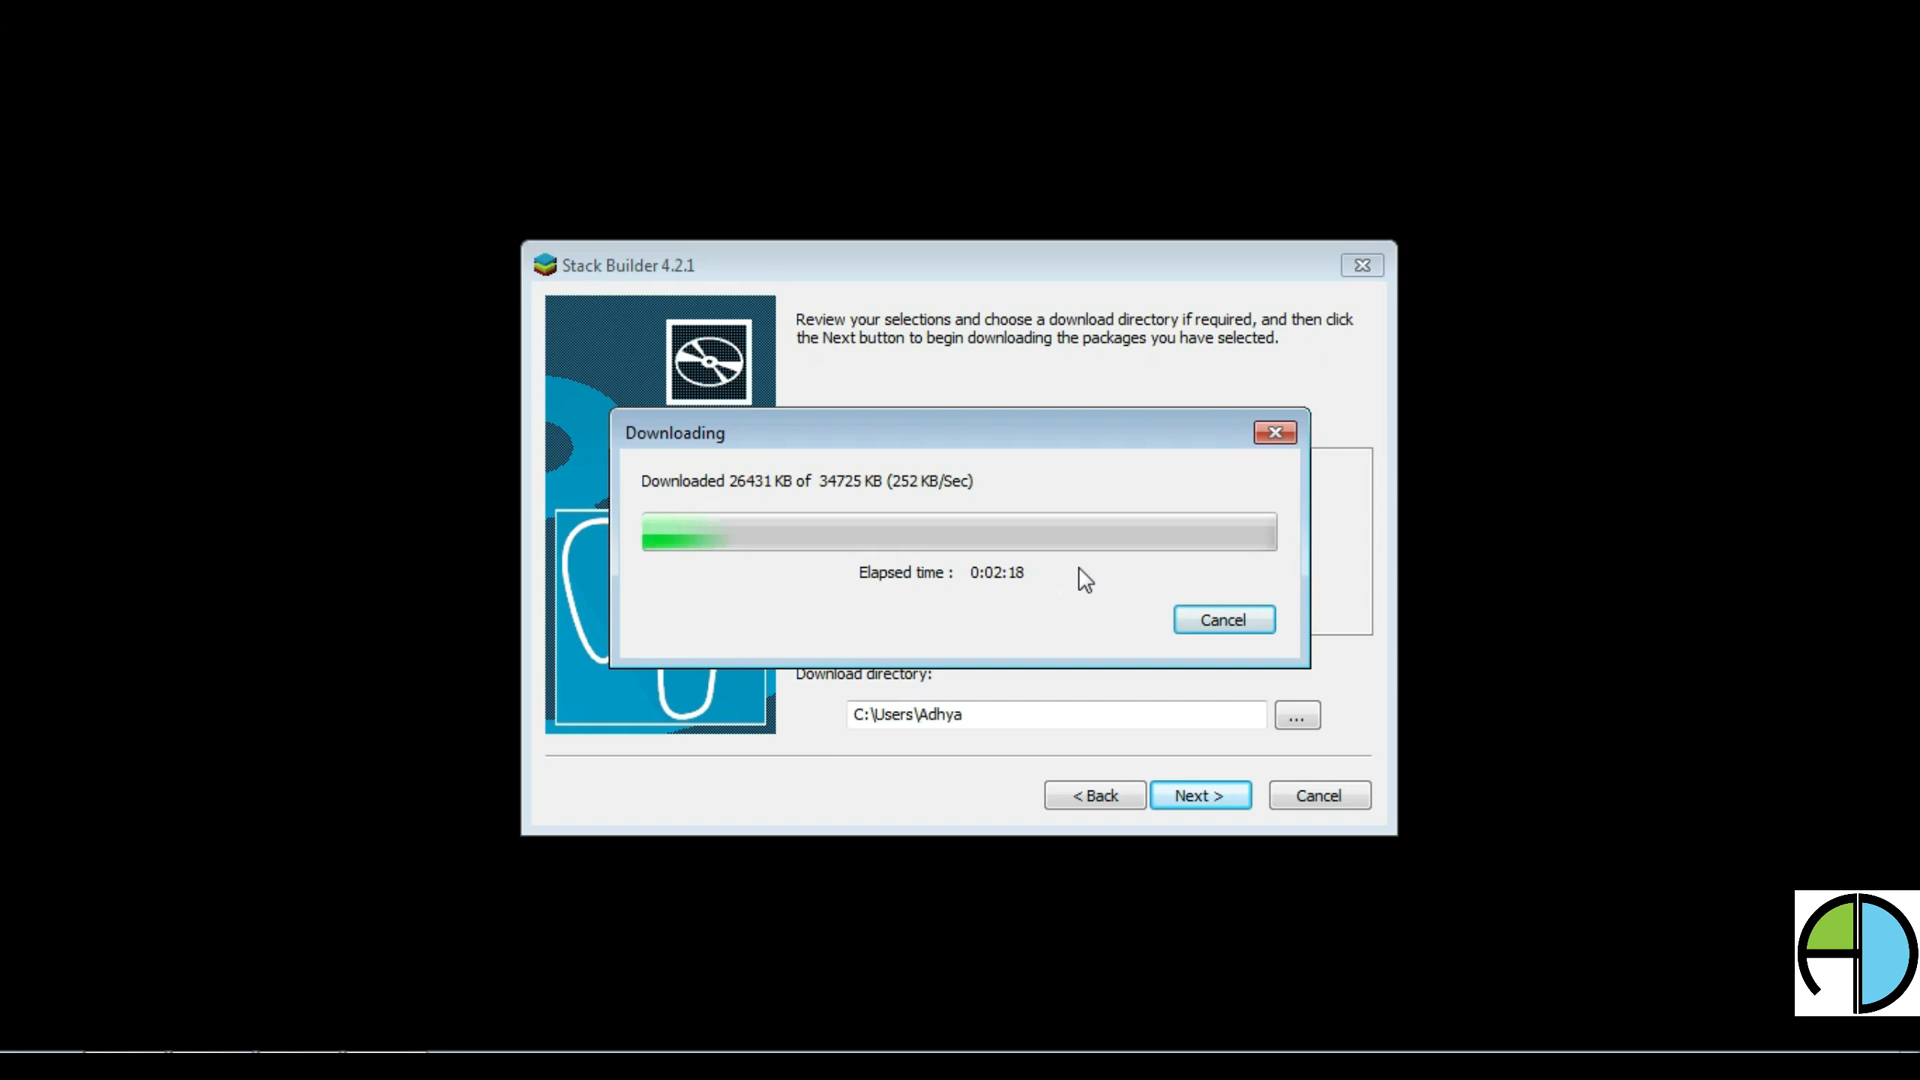 Stack Builder 4.2.1
Review your selections and choose a download directory if required, and then click
the Next button to begin downloading the packages you have selected.
Downloading
Downloaded 26431 KB of 34725 KB (252 KB/Sec)
Elapsed time : 0:02:18
Cancel
Download directory:
C:\Users\Adhya
...
< Back
Next >
Cancel